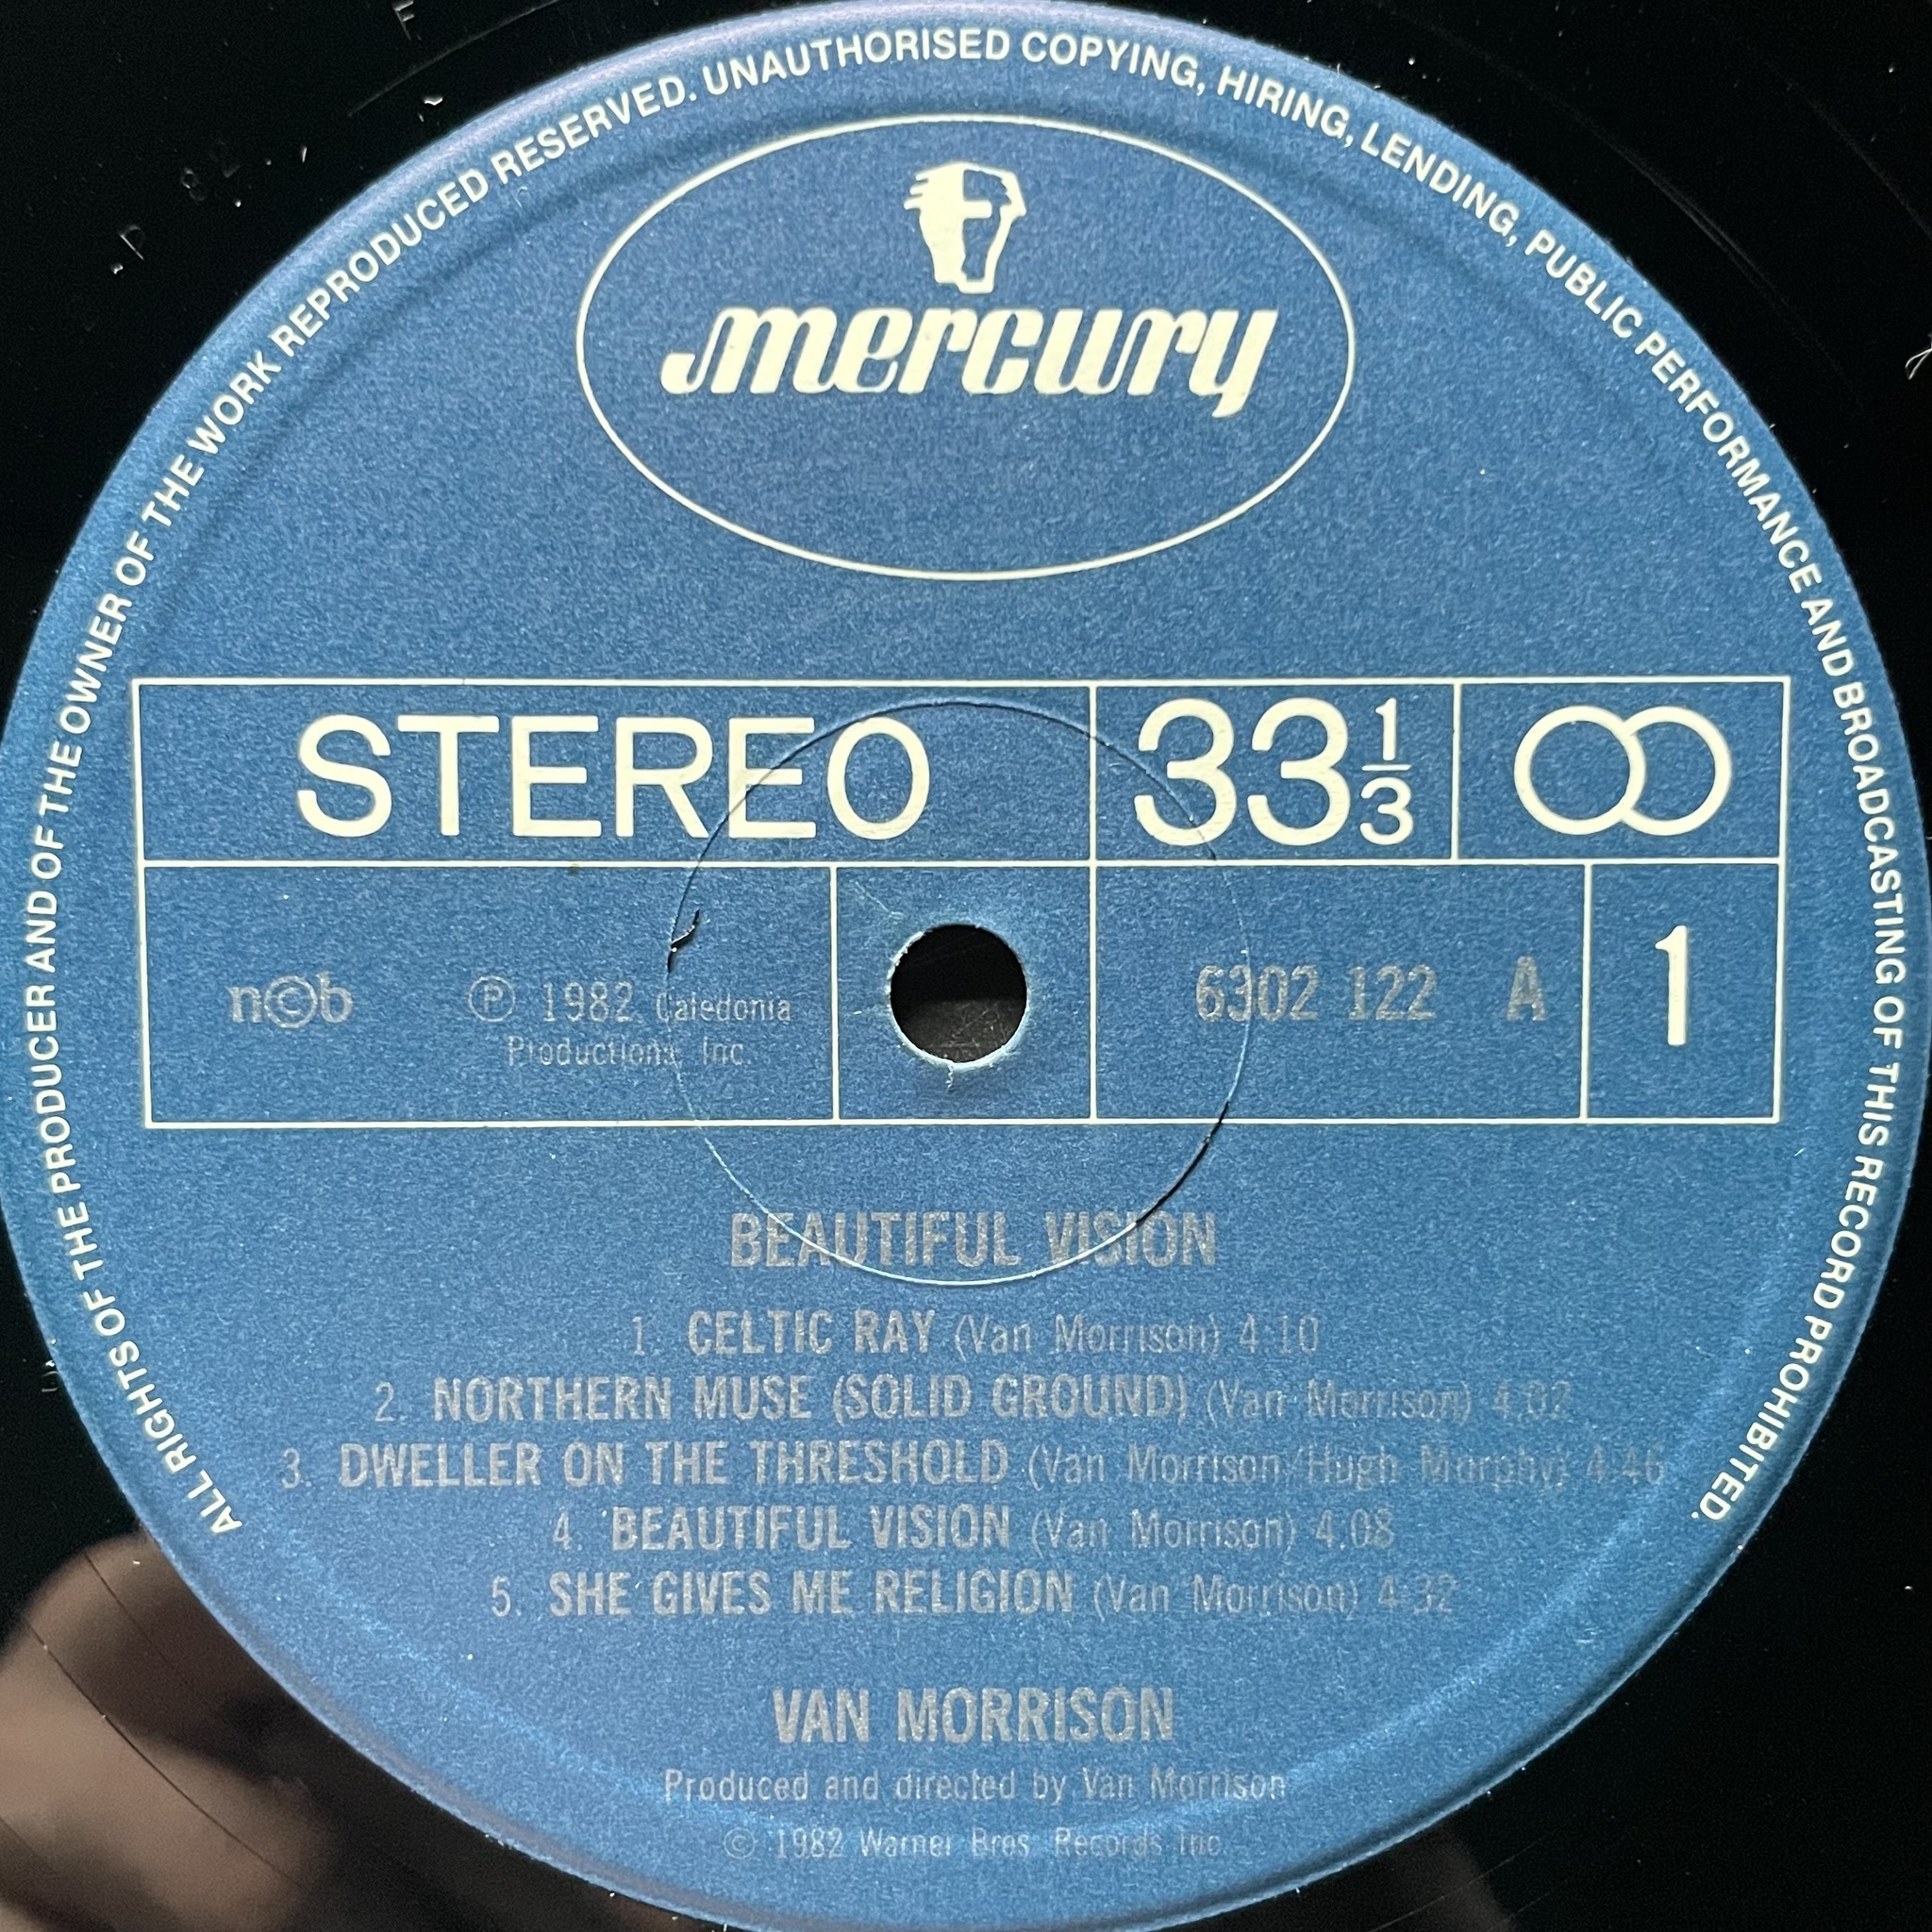 ALL RIGHTS OF THE PRODUCER AND OF THE OWNER OF THE WORK REPRODUCED RESERVED. UNAUTHORISED COPYING, HIRING, LENDING, PUBLIC PERFORMANCE AND BROADCASTING OF THIS RECORD PROHIBITED.
mercury
STEREO 33 1/3
n©b ℗ 1982 Caledonia
Productions, Inc.
6302 122 A 1
BEAUTIFUL VISION
1. CELTIC RAY (Van Morrison) 4:10
2. NORTHERN MUSE (SOLID GROUND) (Van Morrison) 4.02
3. DWELLER ON THE THRESHOLD (Van Morrison/Hugh Murphy) 4:46
4. BEAUTIFUL VISION (Van Morrison) 4.08
5. SHE GIVES ME RELIGION (Van Morrison) 4:32
VAN MORRISON
Produced and directed by Van Morrison
© 1982 Warner Bros. Records Inc.